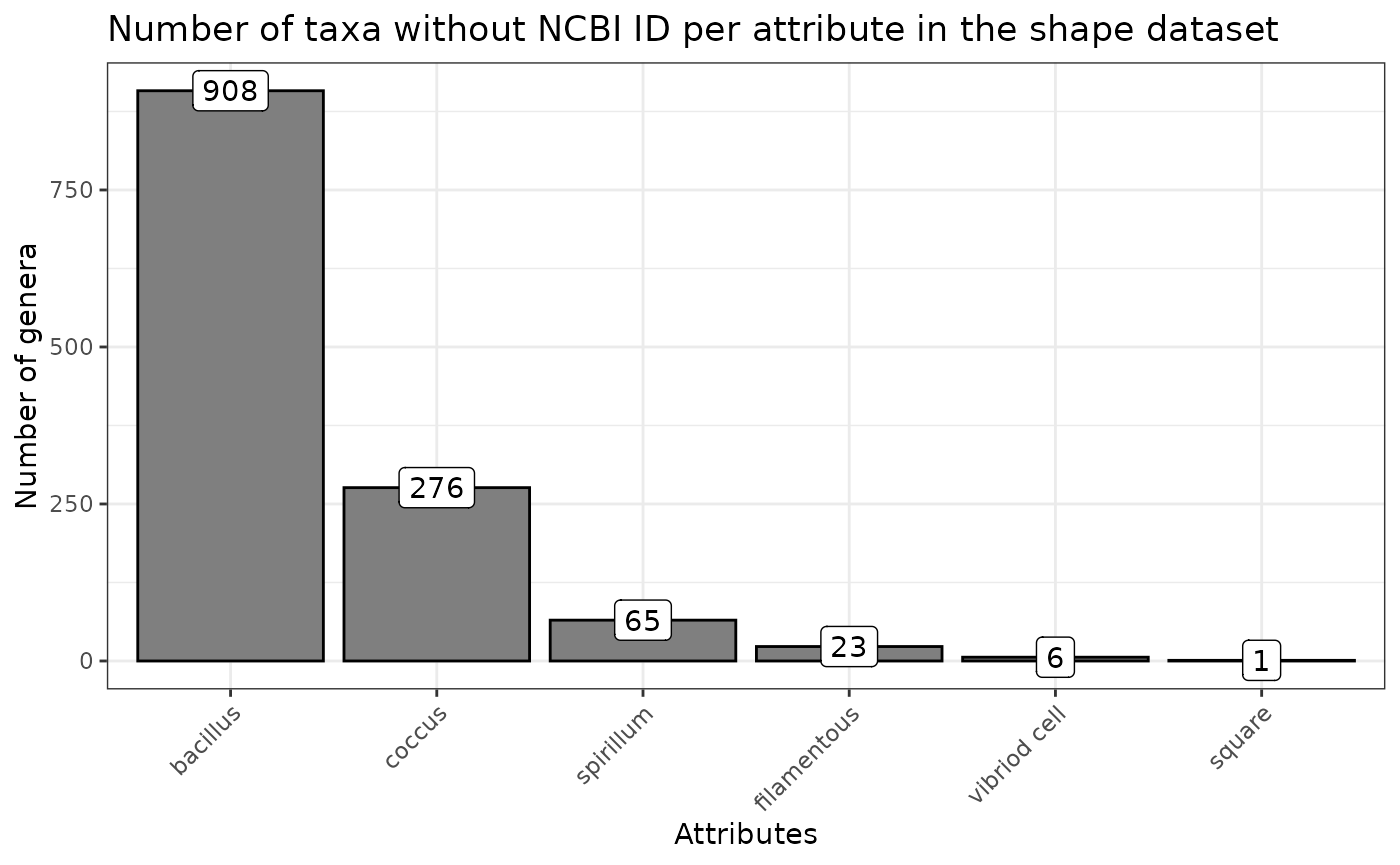 Number of taxa without NCBI ID per attribute in the shape dataset
Number of genera
750
500
250
0
908
276
65
23
6
1
bacillus
coccus
spirillum
filamentous
vibriod cell
square
Attributes